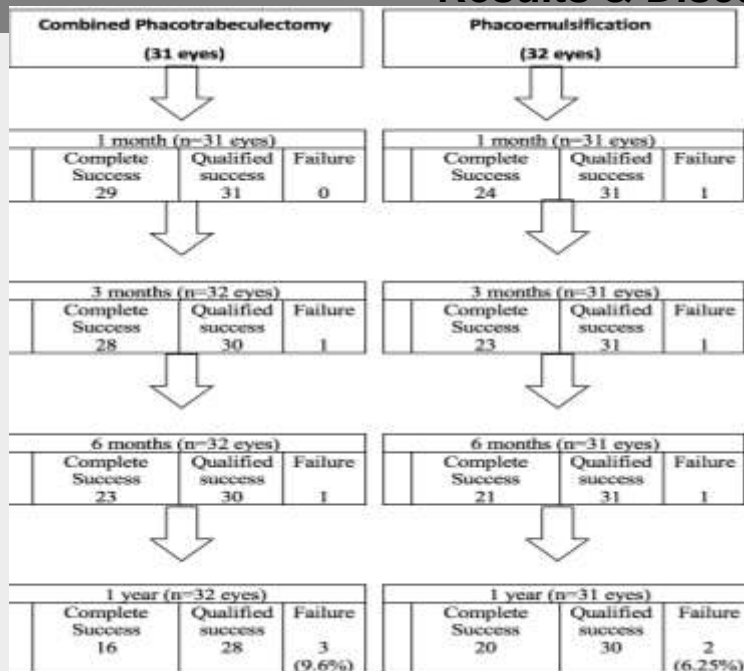 Combined Phacotrabeculectomy
(31 eyes)
1 month (n=31 eyes)
Complete Success
Qualified success
Failure
29
31
0
3 months (n=32 eyes)
Complete Success
Qualified success
Failure
28
30
1
6 months (n=32 eyes)
Complete Success
Qualified success
Failure
23
30
1
1 year (n=32 eyes)
Complete Success
Qualified success
Failure
16
28
3
(9.6%)
Phacoemulsification
(32 eyes)
1 month (n=31 eyes)
Complete Success
Qualified success
Failure
24
31
1
3 months (n=31 eyes)
Complete Success
Qualified success
Failure
23
31
1
6 months (n=31 eyes)
Complete Success
Qualified success
Failure
21
31
1
1 year (n=31 eyes)
Complete Success
Qualified success
Failure
20
30
2
(6.25%)